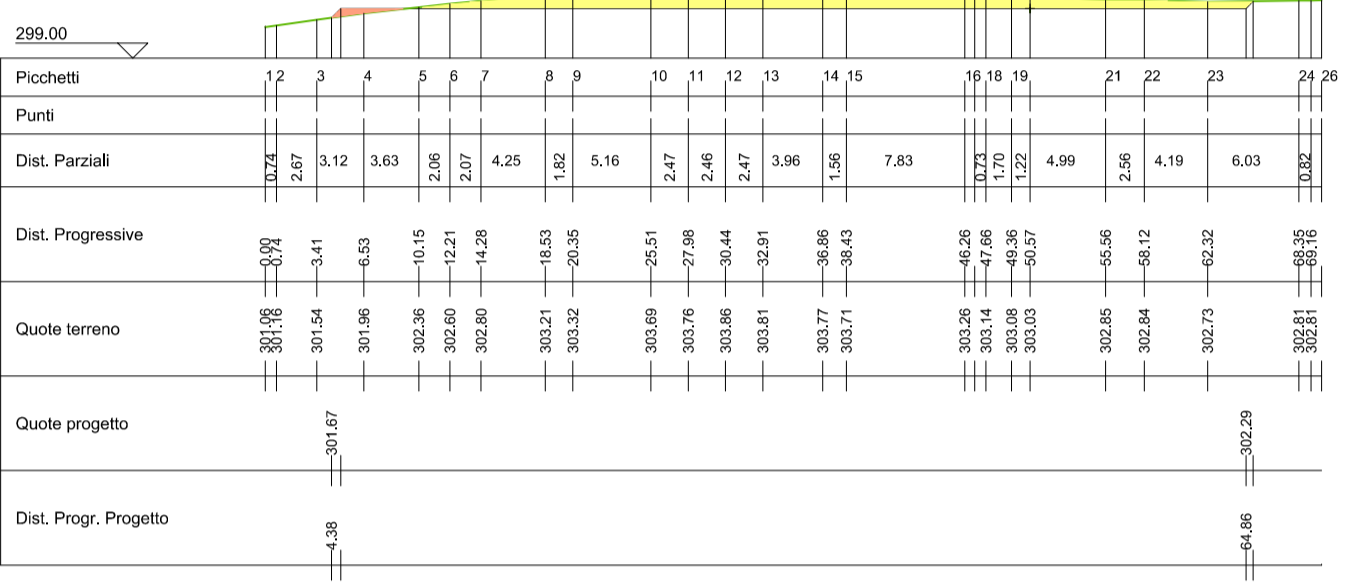 299.00
Picchetti 1 2 3 4 5 6 7 8 9 10 11 12 13 14 15 16 18 19 21 22 23 24 26
Punti
Dist. Parziali 0.74 2.67 3.12 3.63 2.06 2.07 4.25 1.82 5.16 2.47 2.46 2.47 3.96 1.56 7.83 0.73 1.70 1.22 4.99 2.56 4.19 6.03 0.82
Dist. Progressive 0.00 0.74 3.41 6.53 10.15 12.21 14.28 18.53 20.35 25.51 27.98 30.44 32.91 36.86 38.43 46.26 47.66 49.36 50.57 55.56 58.12 62.32 68.35 69.16
Quote terreno 301.06 301.16 301.54 301.96 302.36 302.60 302.80 303.21 303.32 303.69 303.76 303.86 303.81 303.77 303.71 303.26 303.14 303.08 303.03 302.85 302.84 302.73 302.81 302.81
Quote progetto 301.67 302.29
Dist. Progr. Progetto 4.38 64.86